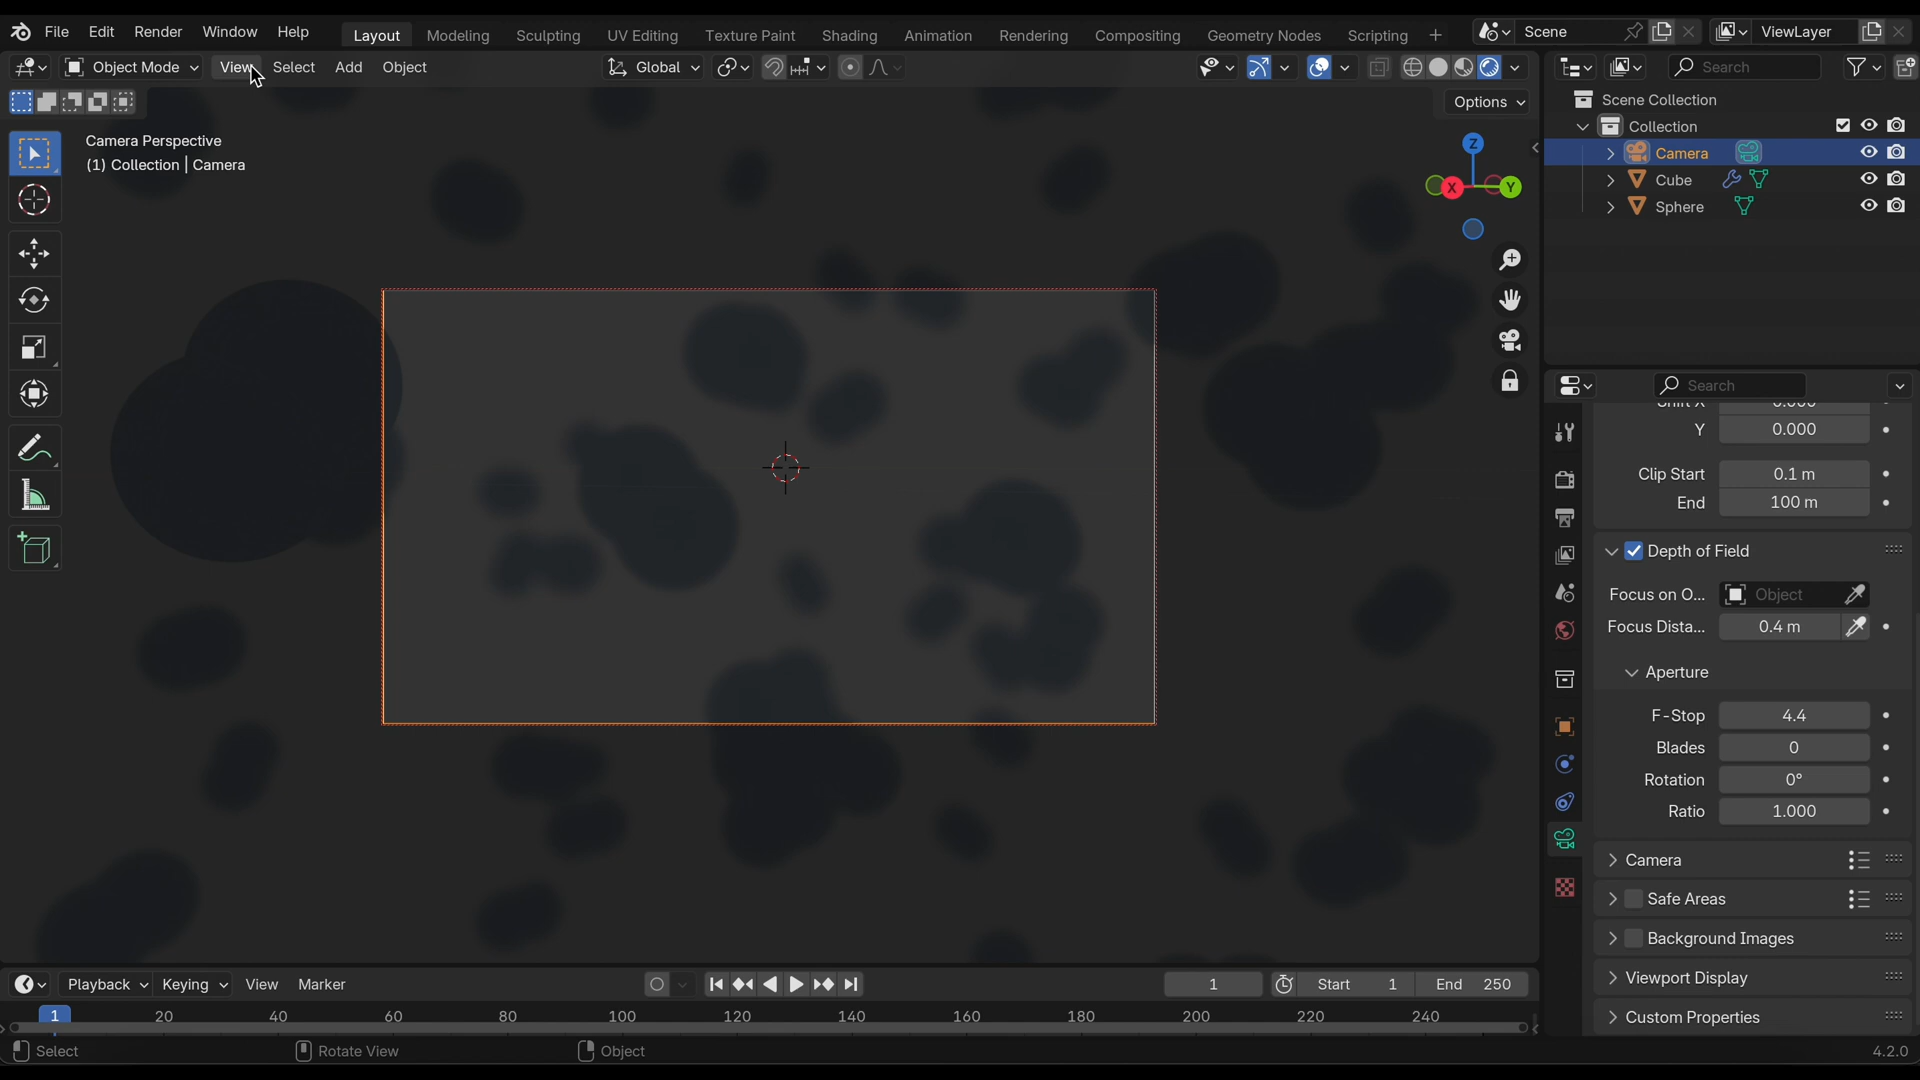 File Edit Render Window Help Layout Modeling Sculpting UV Editing Texture Paint Shading Animation Rendering Compositing Geometry Nodes Scripting + Scene ViewLayer
Object Mode View Select Add Object Global Search
Options
Camera Perspective
(1) Collection | Camera
Z
X
Y
Scene Collection
Collection
Camera
Cube
Sphere
Search
Y 0.000
Clip Start 0.1 m
End 100 m
Depth of Field
Focus on O... Object
Focus Dista... 0.4 m
Aperture
F-Stop 4.4
Blades 0
Rotation 0°
Ratio 1.000
Camera
Safe Areas
Background Images
Viewport Display
Custom Properties
Playback Keying View Marker 1 Start 1 End 250
1 20 40 60 80 100 120 140 160 180 200 220 240
Select Rotate View Object 4.2.0